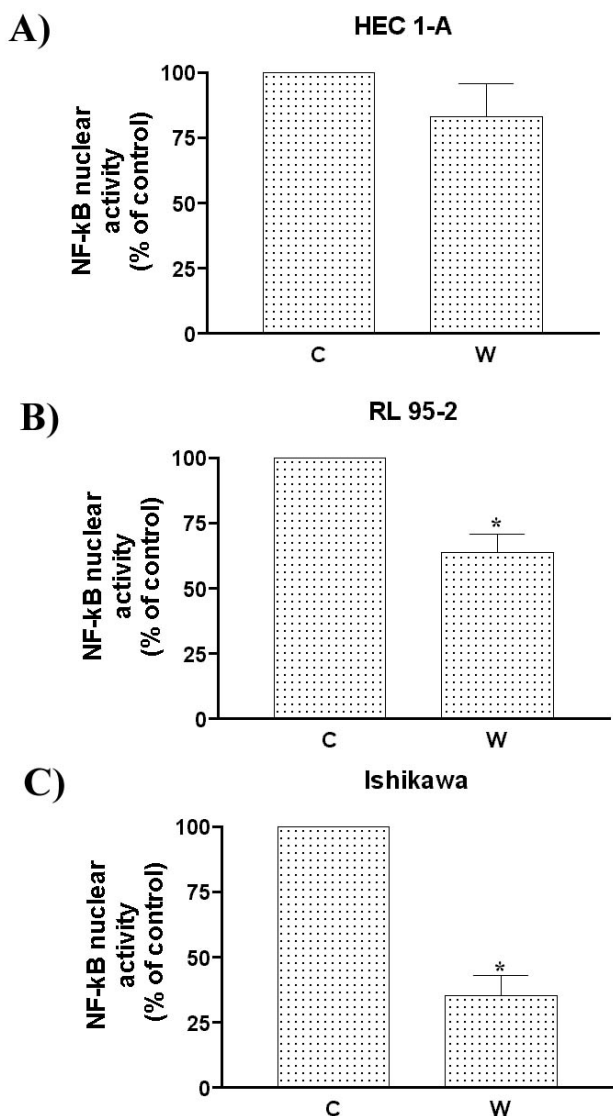 A)
HEC 1-A
NF-kB nuclear
activity
(% of control)
100
75
50
25
0
C W
B)
RL 95-2
NF-kB nuclear
activity
(% of control)
100
75
50
25
0
*
C W
C)
Ishikawa
NF-kB nuclear
activity
(% of control)
100
75
50
25
0
*
C W